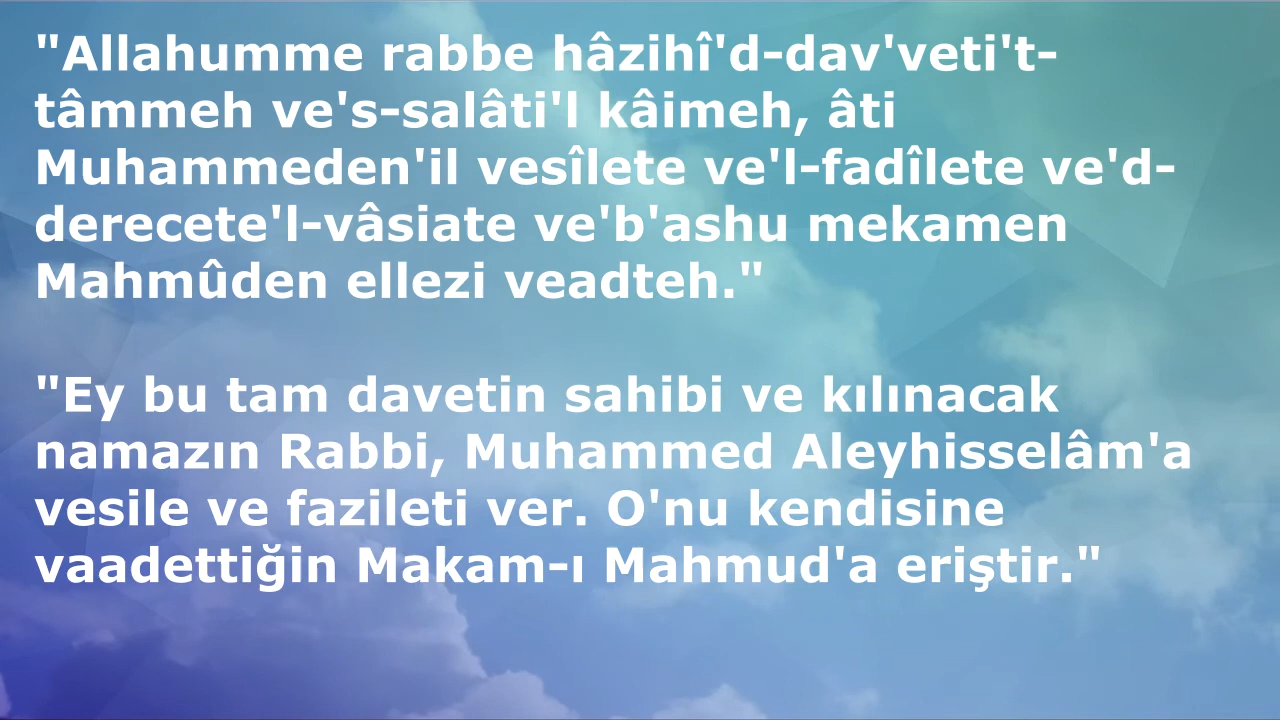 "Allahumme rabbe hâzihî'd-dav'veti't-
tâmmeh ve's-salâti'l kâimeh, âti
Muhammeden'il vesîlete ve'l-fadîlete ve'd-
derecete'l-vâsiate ve'b'ashu mekamen
Mahmûden ellezi veadteh."

"Ey bu tam davetin sahibi ve kılınacak
namazın Rabbi, Muhammed Aleyhisselâm'a
vesile ve fazileti ver. O'nu kendisine
vaadettiğin Makam-ı Mahmud'a eriştir."